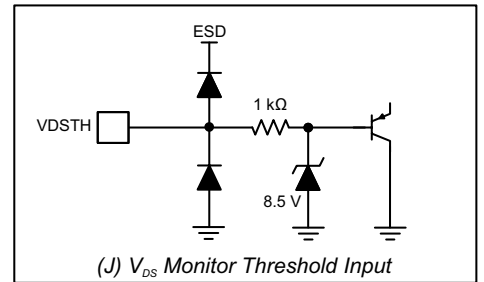 ESD
VDSTH
1 kΩ
8.5 V
(J) VDS Monitor Threshold Input